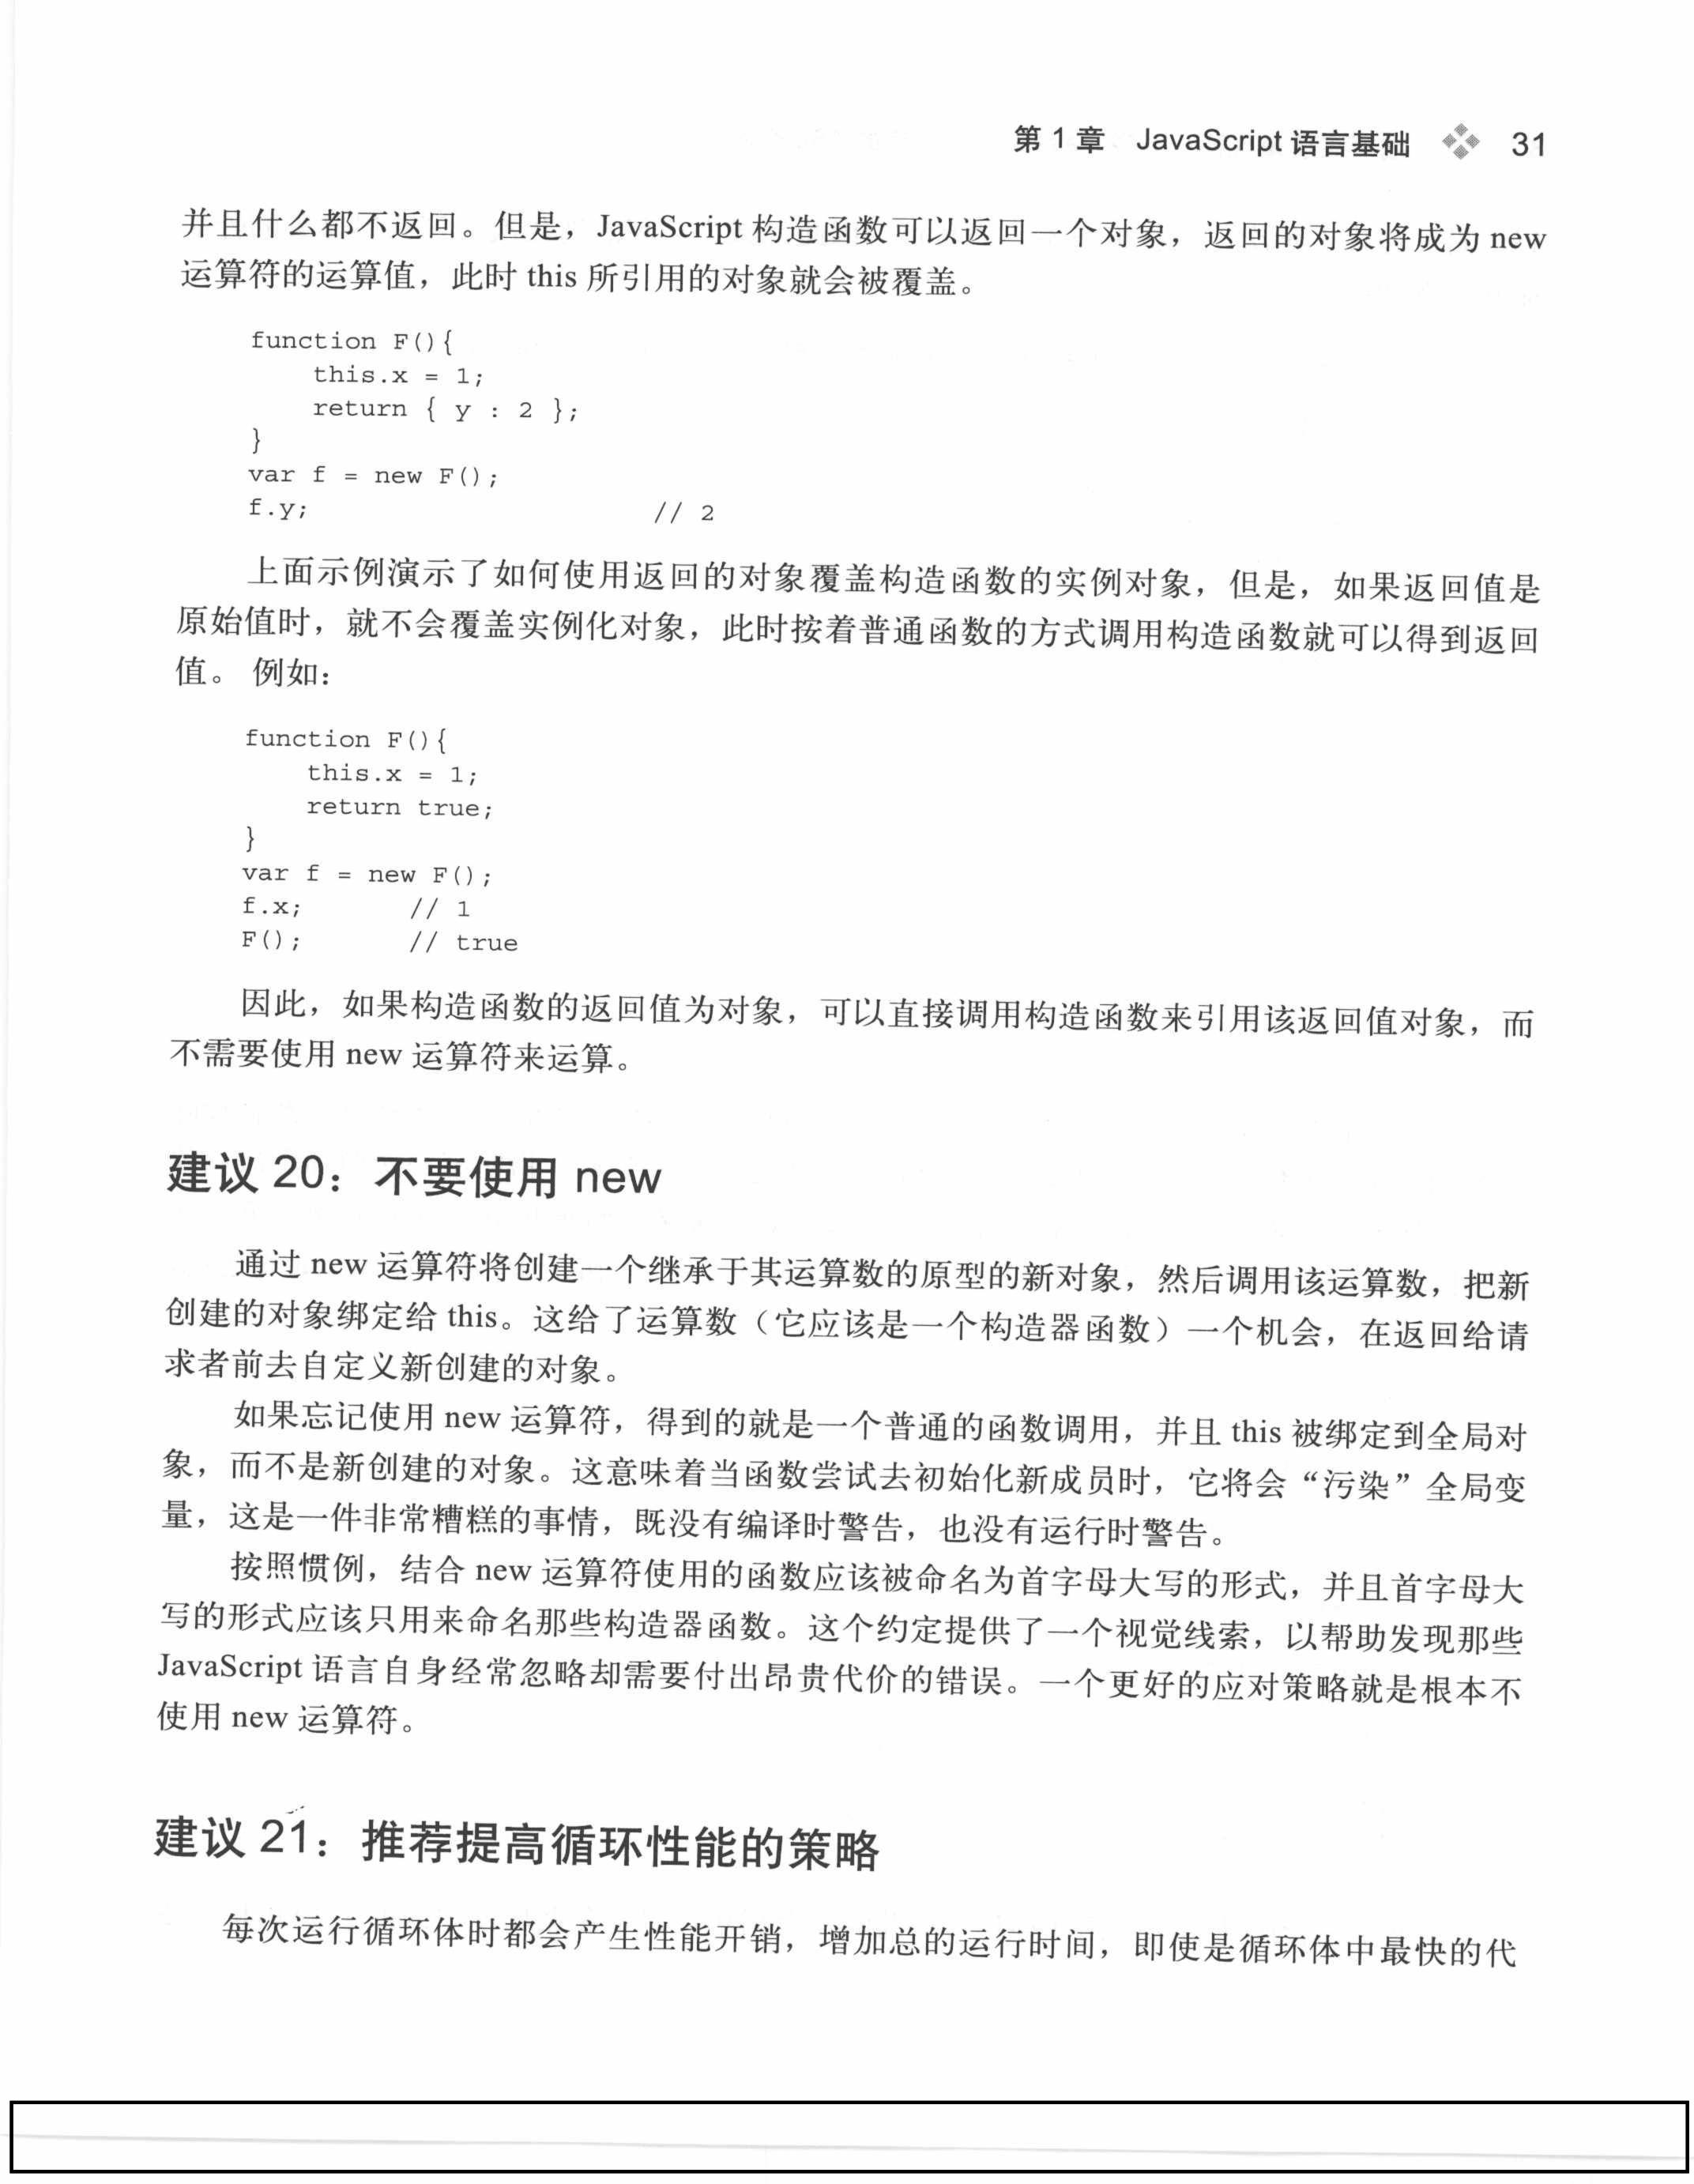 第 1 章 JavaScript 语言基础 31
并且什么都不返回。但是，JavaScript 构造函数可以返回一个对象，返回的对象将成为 new
运算符的运算值，此时 this 所引用的对象就会被覆盖。
function F(){
    this.x = 1;
    return { y : 2 };
}
var f = new F();
f.y;                      // 2
上面示例演示了如何使用返回的对象覆盖构造函数的实例对象，但是，如果返回值是
原始值时，就不会覆盖实例化对象，此时按着普通函数的方式调用构造函数就可以得到返回
值。 例如：
function F(){
    this.x = 1;
    return true;
}
var f = new F();
f.x;       // 1
F();       // true
因此，如果构造函数的返回值为对象，可以直接调用构造函数来引用该返回值对象，而
不需要使用 new 运算符来运算。
建议 20：不要使用 new
通过 new 运算符将创建一个继承于其运算数的原型的新对象，然后调用该运算数，把新
创建的对象绑定给 this。这给了运算数（它应该是一个构造器函数）一个机会，在返回给请
求者前去自定义新创建的对象。
如果忘记使用 new 运算符，得到的就是一个普通的函数调用，并且 this 被绑定到全局对
象，而不是新创建的对象。这意味着当函数尝试去初始化新成员时，它将会“污染”全局变
量，这是一件非常糟糕的事情，既没有编译时警告，也没有运行时警告。
按照惯例，结合 new 运算符使用的函数应该被命名为首字母大写的形式，并且首字母大
写的形式应该只用来命名那些构造器函数。这个约定提供了一个视觉线索，以帮助发现那些
JavaScript 语言自身经常忽略却需要付出昂贵代价的错误。一个更好的应对策略就是根本不
使用 new 运算符。
建议 21：推荐提高循环性能的策略
每次运行循环体时都会产生性能开销，增加总的运行时间，即使是循环体中最快的代